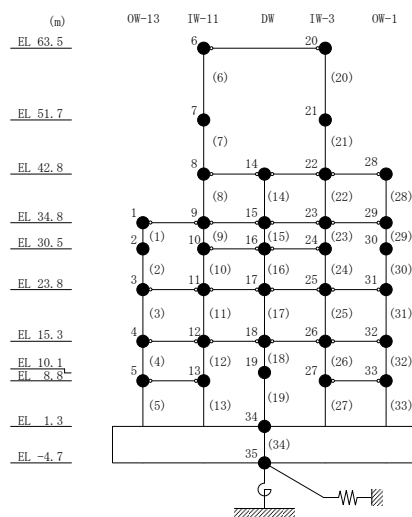 (m) OW-13 IW-11 DW IW-3 OW-1
EL 63.5 6 20
(6) (20)
EL 51.7 7 21
(7) (21)
EL 42.8 8 14 22 28
(8) (14) (22) (28)
EL 34.8 1 9 15 23 29
(1) (9) (15) (23) (29)
EL 30.5 2 10 16 24 30
(2) (10) (16) (24) (30)
EL 23.8 3 11 17 25 31
(3) (11) (17) (25) (31)
EL 15.3 4 12 18 26 32
(4) (12) (18) (26) (32)
EL 10.1 19
EL 8.8 5 13 27 33
(5) (13) (19) (27) (33)
EL 1.3 34
(34)
EL -4.7 35